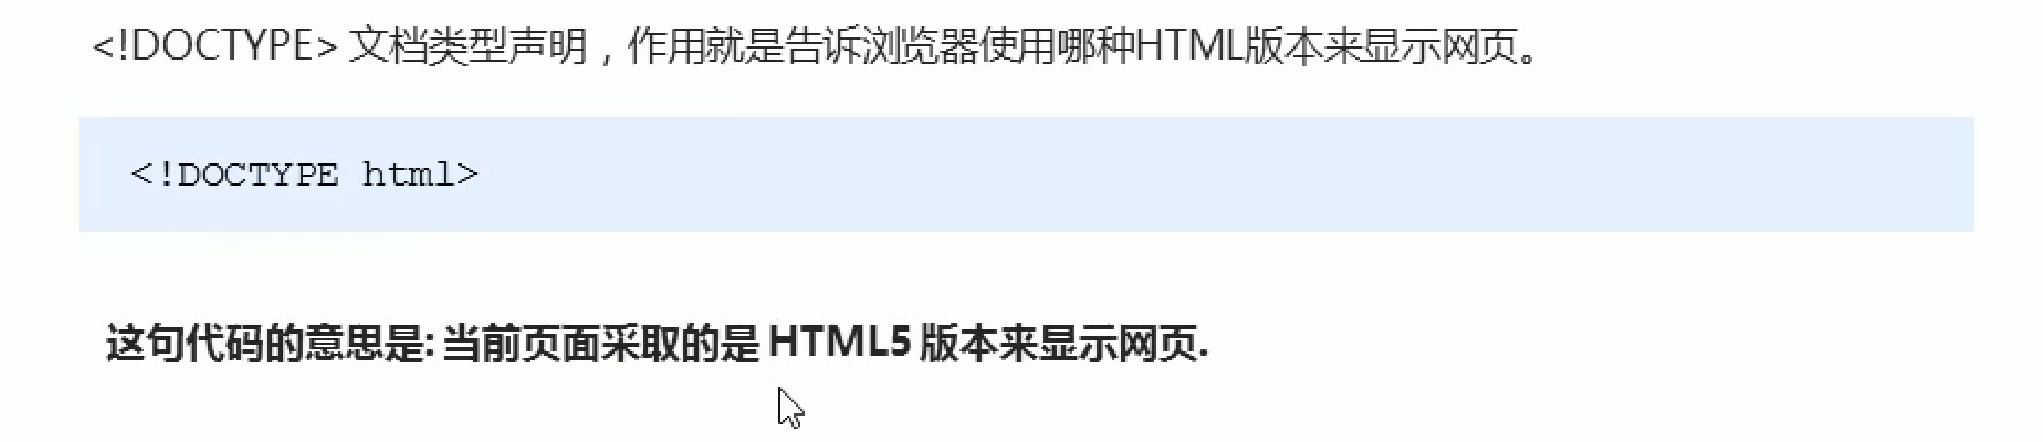 <!DOCTYPE> 文档类型声明，作用就是告诉浏览器使用哪种HTML版本来显示网页。
<!DOCTYPE html>
这句代码的意思是: 当前页面采取的是 HTML5 版本来显示网页.